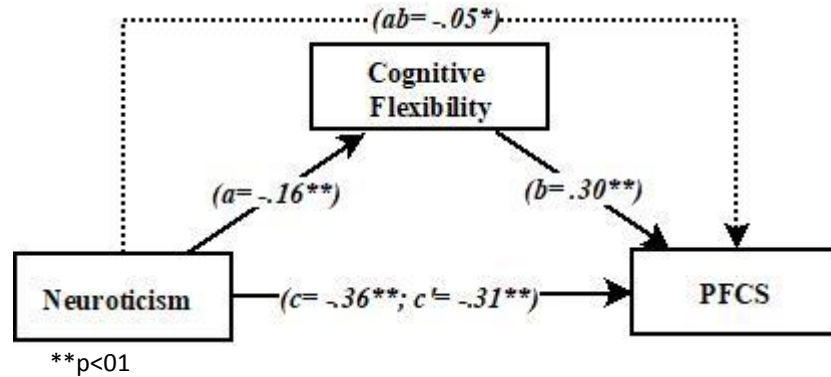 (ab= -.05*)
Cognitive
Flexibility
(a= -.16**)
(b= .30**)
Neuroticism
(c= -.36**; c'= -.31**)
PFCS
**p<01